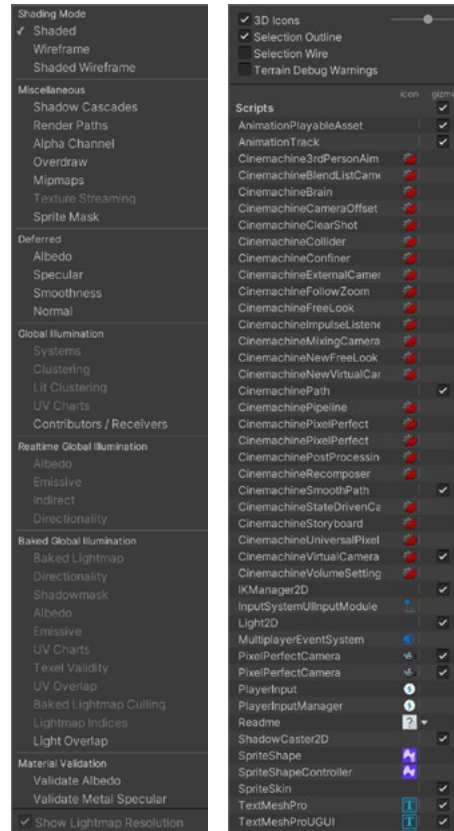 Shading Mode
Shaded
Wireframe
Shaded Wireframe
Miscellaneous
Shadow Cascades
Render Paths
Alpha Channel
Overdraw
Mipmaps
Texture Streaming
Sprite Mask
Deferred
Albedo
Specular
Smoothness
Normal
Global Illumination
Systems
Clustering
Lit Clustering
UV Charts
Contributors / Receivers
Realtime Global Illumination
Albedo
Emissive
Indirect
Directionality
Baked Global Illumination
Baked Lightmap
Directionality
Shadowmask
Albedo
Emissive
UV Charts
Texel Validity
UV Overlap
Baked Lightmap Culling
Lightmap Indices
Light Overlap
Material Validation
Validate Albedo
Validate Metal Specular
Show Lightmap Resolution
3D Icons
Selection Outline
Selection Wire
Terrain Debug Warnings
icon gizm
Scripts
AnimationPlayableAsset
AnimationTrack
Cinemachine3rdPersonAim
CinemachineBlendListCam
CinemachineBrain
CinemachineCameraOffset
CinemachineClearShot
CinemachineCollider
CinemachineConfiner
CinemachineExternalCamer
CinemachineFollowZoom
CinemachineFreeLook
CinemachineImpulseListene
CinemachineMixingCamera
CinemachineNewFreeLook
CinemachineNewVirtualCar
CinemachinePath
CinemachinePipeline
CinemachinePixelPerfect
CinemachinePixelPerfect
CinemachinePostProcessin
CinemachineRecomposer
CinemachineSmoothPath
CinemachineStateDrivenCa
CinemachineStoryboard
CinemachineUniversalPixel
CinemachineVirtualCamera
CinemachineVolumeSetting
IKManager2D
InputSystemUIInputModule
Light2D
MultiplayerEventSystem
PixelPerfectCamera
PixelPerfectCamera
PlayerInput
PlayerInputManager
Readme
ShadowCaster2D
SpriteShape
SpriteShapeController
SpriteSkin
TextMeshPro
TextMeshProUGUI